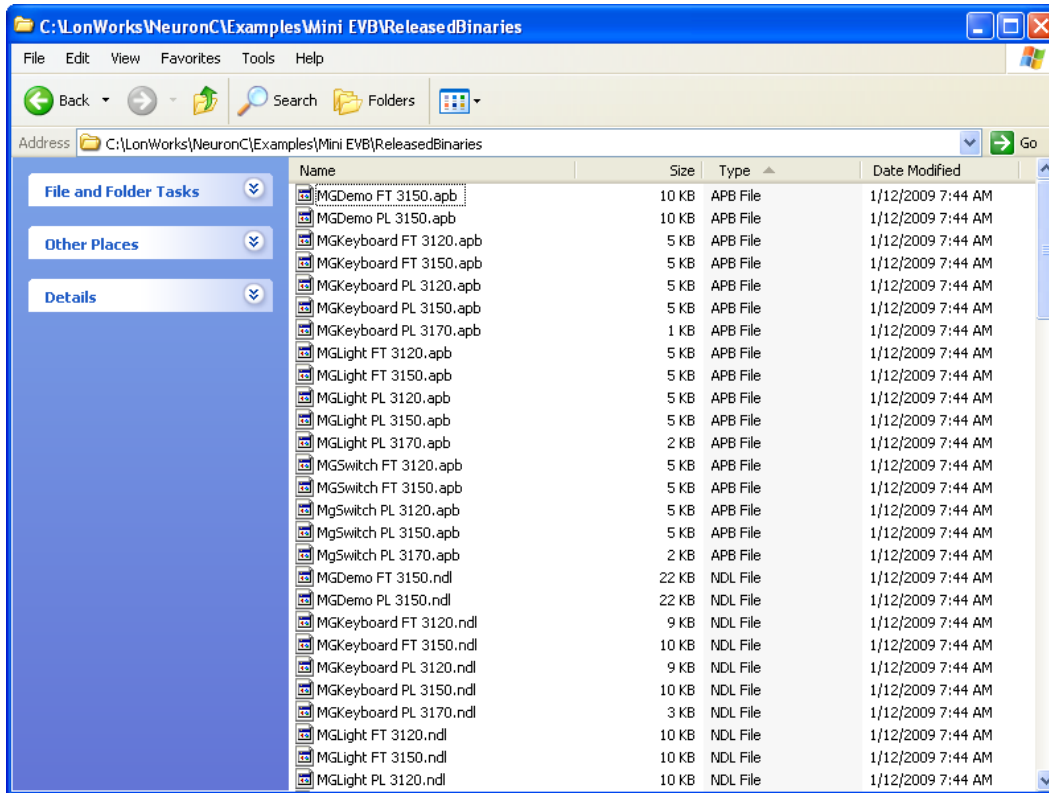 C:\LonWorks\NeuronC\Examples\Mini EVB\ReleasedBinaries
File Edit View Favorites Tools Help
Back Search Folders
Address C:\LonWorks\NeuronC\Examples\Mini EVB\ReleasedBinaries Go
File and Folder Tasks
Other Places
Details
Name Size Type Date Modified
MGDemo FT 3150.apb 10 KB APB File 1/12/2009 7:44 AM
MGDemo PL 3150.apb 10 KB APB File 1/12/2009 7:44 AM
MGKeyboard FT 3120.apb 5 KB APB File 1/12/2009 7:44 AM
MGKeyboard FT 3150.apb 5 KB APB File 1/12/2009 7:44 AM
MGKeyboard PL 3120.apb 5 KB APB File 1/12/2009 7:44 AM
MGKeyboard PL 3150.apb 5 KB APB File 1/12/2009 7:44 AM
MGKeyboard PL 3170.apb 1 KB APB File 1/12/2009 7:44 AM
MGLight FT 3120.apb 5 KB APB File 1/12/2009 7:44 AM
MGLight FT 3150.apb 5 KB APB File 1/12/2009 7:44 AM
MGLight PL 3120.apb 5 KB APB File 1/12/2009 7:44 AM
MGLight PL 3150.apb 5 KB APB File 1/12/2009 7:44 AM
MGLight PL 3170.apb 2 KB APB File 1/12/2009 7:44 AM
MGSwitch FT 3120.apb 5 KB APB File 1/12/2009 7:44 AM
MGSwitch FT 3150.apb 5 KB APB File 1/12/2009 7:44 AM
MgSwitch PL 3120.apb 5 KB APB File 1/12/2009 7:44 AM
MgSwitch PL 3150.apb 5 KB APB File 1/12/2009 7:44 AM
MgSwitch PL 3170.apb 2 KB APB File 1/12/2009 7:44 AM
MGDemo FT 3150.ndl 22 KB NDL File 1/12/2009 7:44 AM
MGDemo PL 3150.ndl 22 KB NDL File 1/12/2009 7:44 AM
MGKeyboard FT 3120.ndl 9 KB NDL File 1/12/2009 7:44 AM
MGKeyboard FT 3150.ndl 10 KB NDL File 1/12/2009 7:44 AM
MGKeyboard PL 3120.ndl 9 KB NDL File 1/12/2009 7:44 AM
MGKeyboard PL 3150.ndl 10 KB NDL File 1/12/2009 7:44 AM
MGKeyboard PL 3170.ndl 3 KB NDL File 1/12/2009 7:44 AM
MGLight FT 3120.ndl 10 KB NDL File 1/12/2009 7:44 AM
MGLight FT 3150.ndl 10 KB NDL File 1/12/2009 7:44 AM
MGLight PL 3120.ndl 10 KB NDL File 1/12/2009 7:44 AM